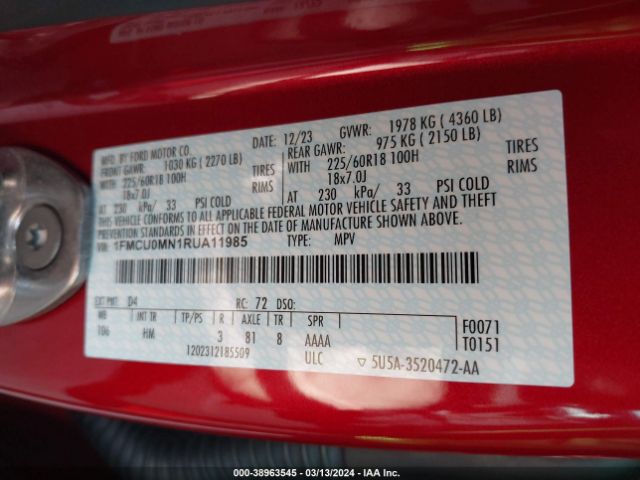 MFD. BY FORD MOTOR CO. DATE: 12/23 GVWR: 1978 KG ( 4360 LB)
FRONT GAWR: 1030 KG ( 2270 LB) REAR GAWR: 975 KG ( 2150 LB)
WITH 225/60R18 100H TIRES WITH 225/60R18 100H TIRES
18x7.0J RIMS 18x7.0J RIMS
AT 230 kPa/ 33 PSI COLD AT 230 kPa/ 33 PSI COLD
THIS VEHICLE CONFORMS TO ALL APPLICABLE FEDERAL MOTOR VEHICLE SAFETY AND THEFT
PREVENTION STANDARDS IN EFFECT ON THE DATE OF MANUFACTURE SHOWN ABOVE.
VIN: 1FMCU0MN1RUA11985 TYPE: MPV
EXT PNT: D4 RC: 72 DSO:
WB INT TR TP/PS R AXLE TR SPR F0071
106 HM 3 81 8 AAAA T0151
1202312185509 ULC ▽ 5U5A-3520472-AA
000-38963545 - 03/13/2024 - IAA Inc.